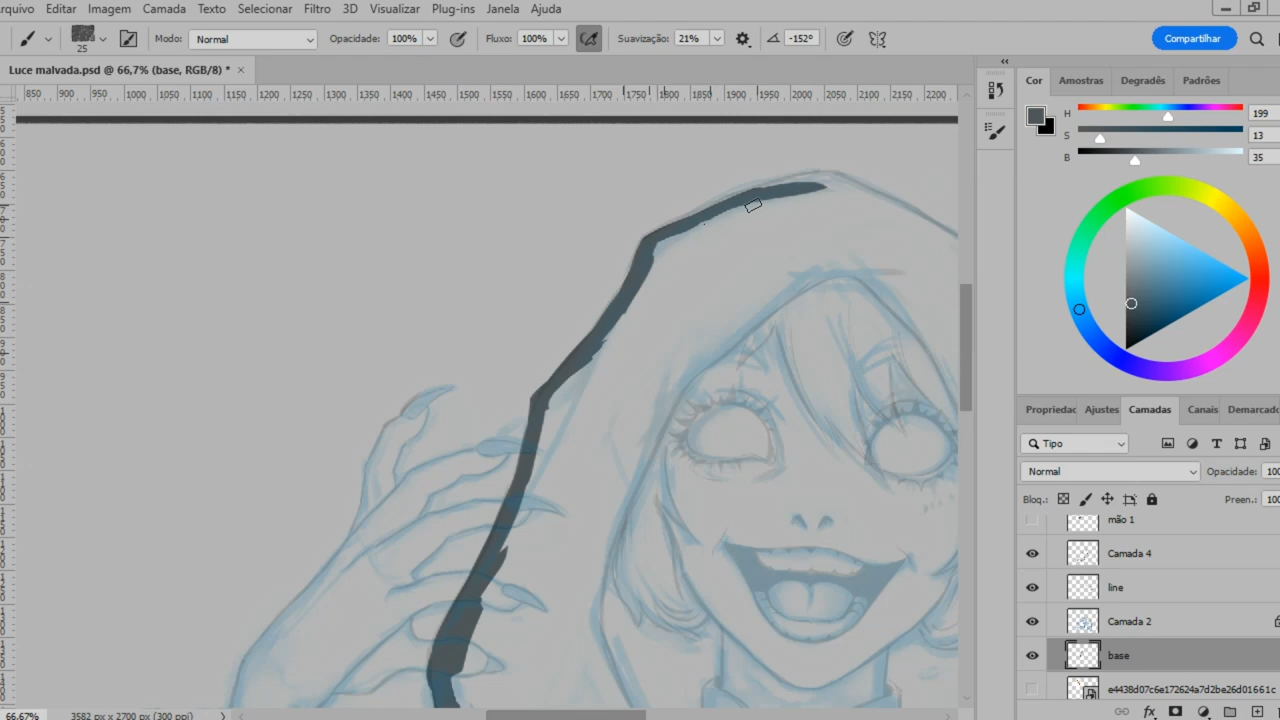 rquivo Editar Imagem Camada Texto Selecionar Filtro 3D Visualizar Plug-ins Janela Ajuda
25 Modo: Normal Opacidade: 100% Fluxo: 100% Suavização: 21% -152° Compartilhar
Luce malvada.psd @ 66,7% (base, RGB/8) * ×
850 900 950 1000 1050 1100 1150 1200 1250 1300 1350 1400 1450 1500 1550 1600 1650 1700 1750 1800 1850 1900 1950 2000 2050 2100 2150 2200
Cor Amostras Degradês Padrões
H 199
S 13
B 35
Propriedac Ajustes Camadas Canais Demarcado
Tipo
Normal Opacidade: 100
Bloq.: Preen.: 100
mão 1
Camada 4
line
Camada 2
base
e4438d07c6e172624a7d2be26d01661c
66,67% 3582 px x 2700 px (300 ppi)